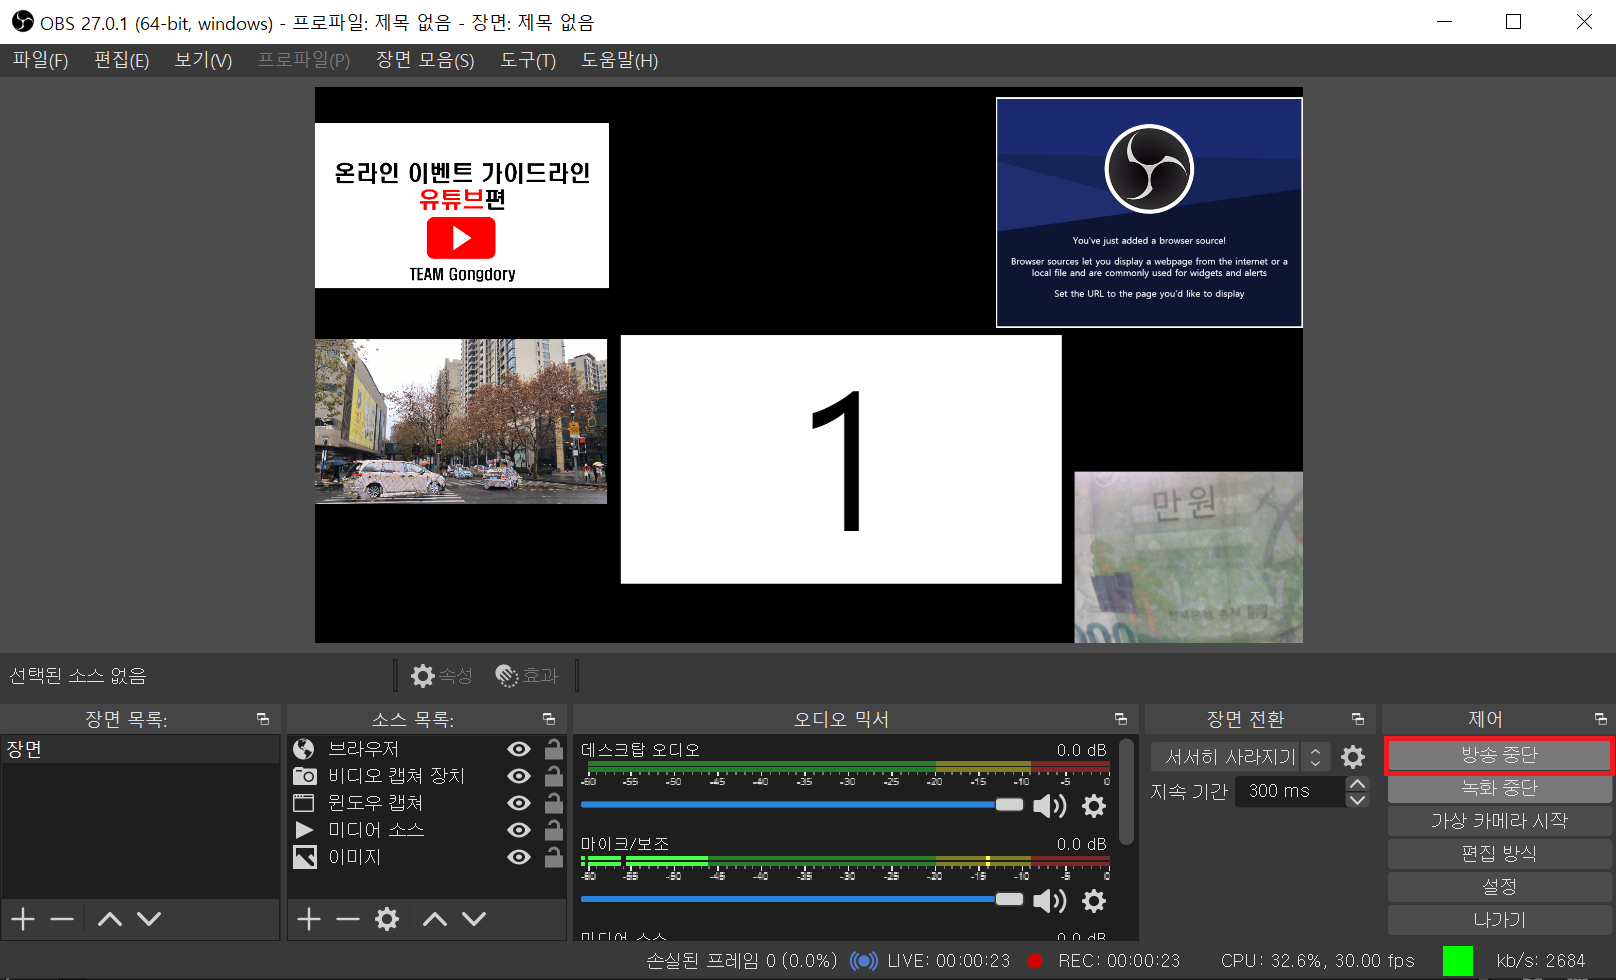 OBS 27.0.1 (64-bit, windows) - 프로파일: 제목 없음 - 장면: 제목 없음
파일(F) 편집(E) 보기(V) 프로파일(P) 장면 모음(S) 도구(T) 도움말(H)
온라인 이벤트 가이드라인
유튜브편
TEAM Gongdory
You've just added a browser source!
Browser sources let you display a webpage from the internet or a
local file and are commonly used for widgets and alerts
Set the URL to the page you'd like to display
1
만원
선택된 소스 없음 속성 효과
장면 목록:
장면
소스 목록:
브라우저
비디오 캡쳐 장치
윈도우 캡쳐
미디어 소스
이미지
오디오 믹서
데스크탑 오디오 0.0 dB
-60 -55 -50 -45 -40 -35 -30 -25 -20 -15 -10 -5 0
마이크/보조 0.0 dB
-60 -55 -50 -45 -40 -35 -30 -25 -20 -15 -10 -5 0
미디어 소스 0.0 dB
장면 전환
서서히 사라지기
지속 기간 300 ms
제어
방송 중단
녹화 중단
가상 카메라 시작
편집 방식
설정
나가기
손실된 프레임 0 (0.0%) LIVE: 00:00:23 REC: 00:00:23 CPU: 32.6%, 30.00 fps kb/s: 2684